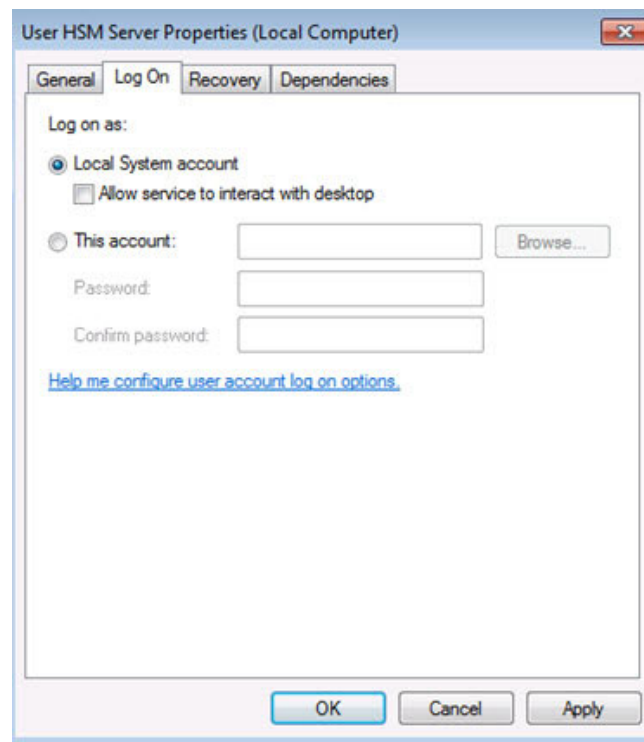 User HSM Server Properties (Local Computer)
General Log On Recovery Dependencies
Log on as:
Local System account
Allow service to interact with desktop
This account:
Browse...
Password:
Confirm password:
Help me configure user account log on options.
OK Cancel Apply